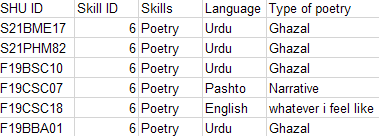 SHU ID Skill ID Skills Language Type of poetry
S21BME17 6 Poetry Urdu Ghazal
S21PHM82 6 Poetry Urdu Ghazal
F19BSC10 6 Poetry Urdu Ghazal
F19CSC07 6 Poetry Pashto Narrative
F19CSC18 6 Poetry English whatever i feel like
F19BBA01 6 Poetry Urdu Ghazal